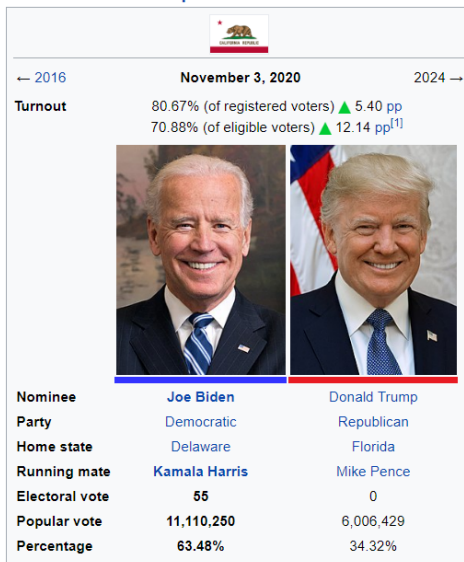 CALIFORNIA REPUBLIC
← 2016 November 3, 2020 2024 →
Turnout 80.67% (of registered voters) ▲ 5.40 pp
70.88% (of eligible voters) ▲ 12.14 pp[1]
Nominee Joe Biden Donald Trump
Party Democratic Republican
Home state Delaware Florida
Running mate Kamala Harris Mike Pence
Electoral vote 55 0
Popular vote 11,110,250 6,006,429
Percentage 63.48% 34.32%